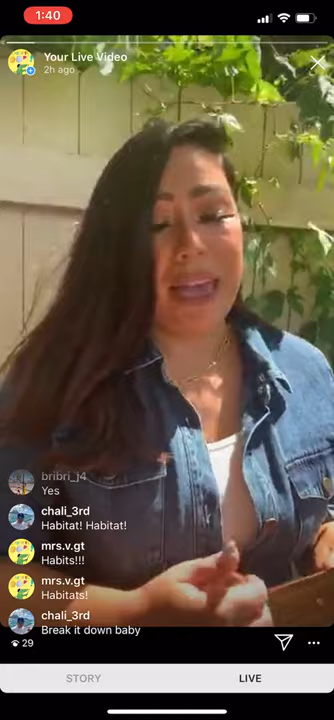 1:40
Your Live Video
2h ago
bribri_j4
Yes
chali_3rd
Habitat! Habitat!
mrs.v.gt
Habits!!!
mrs.v.gt
Habitats!
chali_3rd
Break it down baby
29
STORY
LIVE